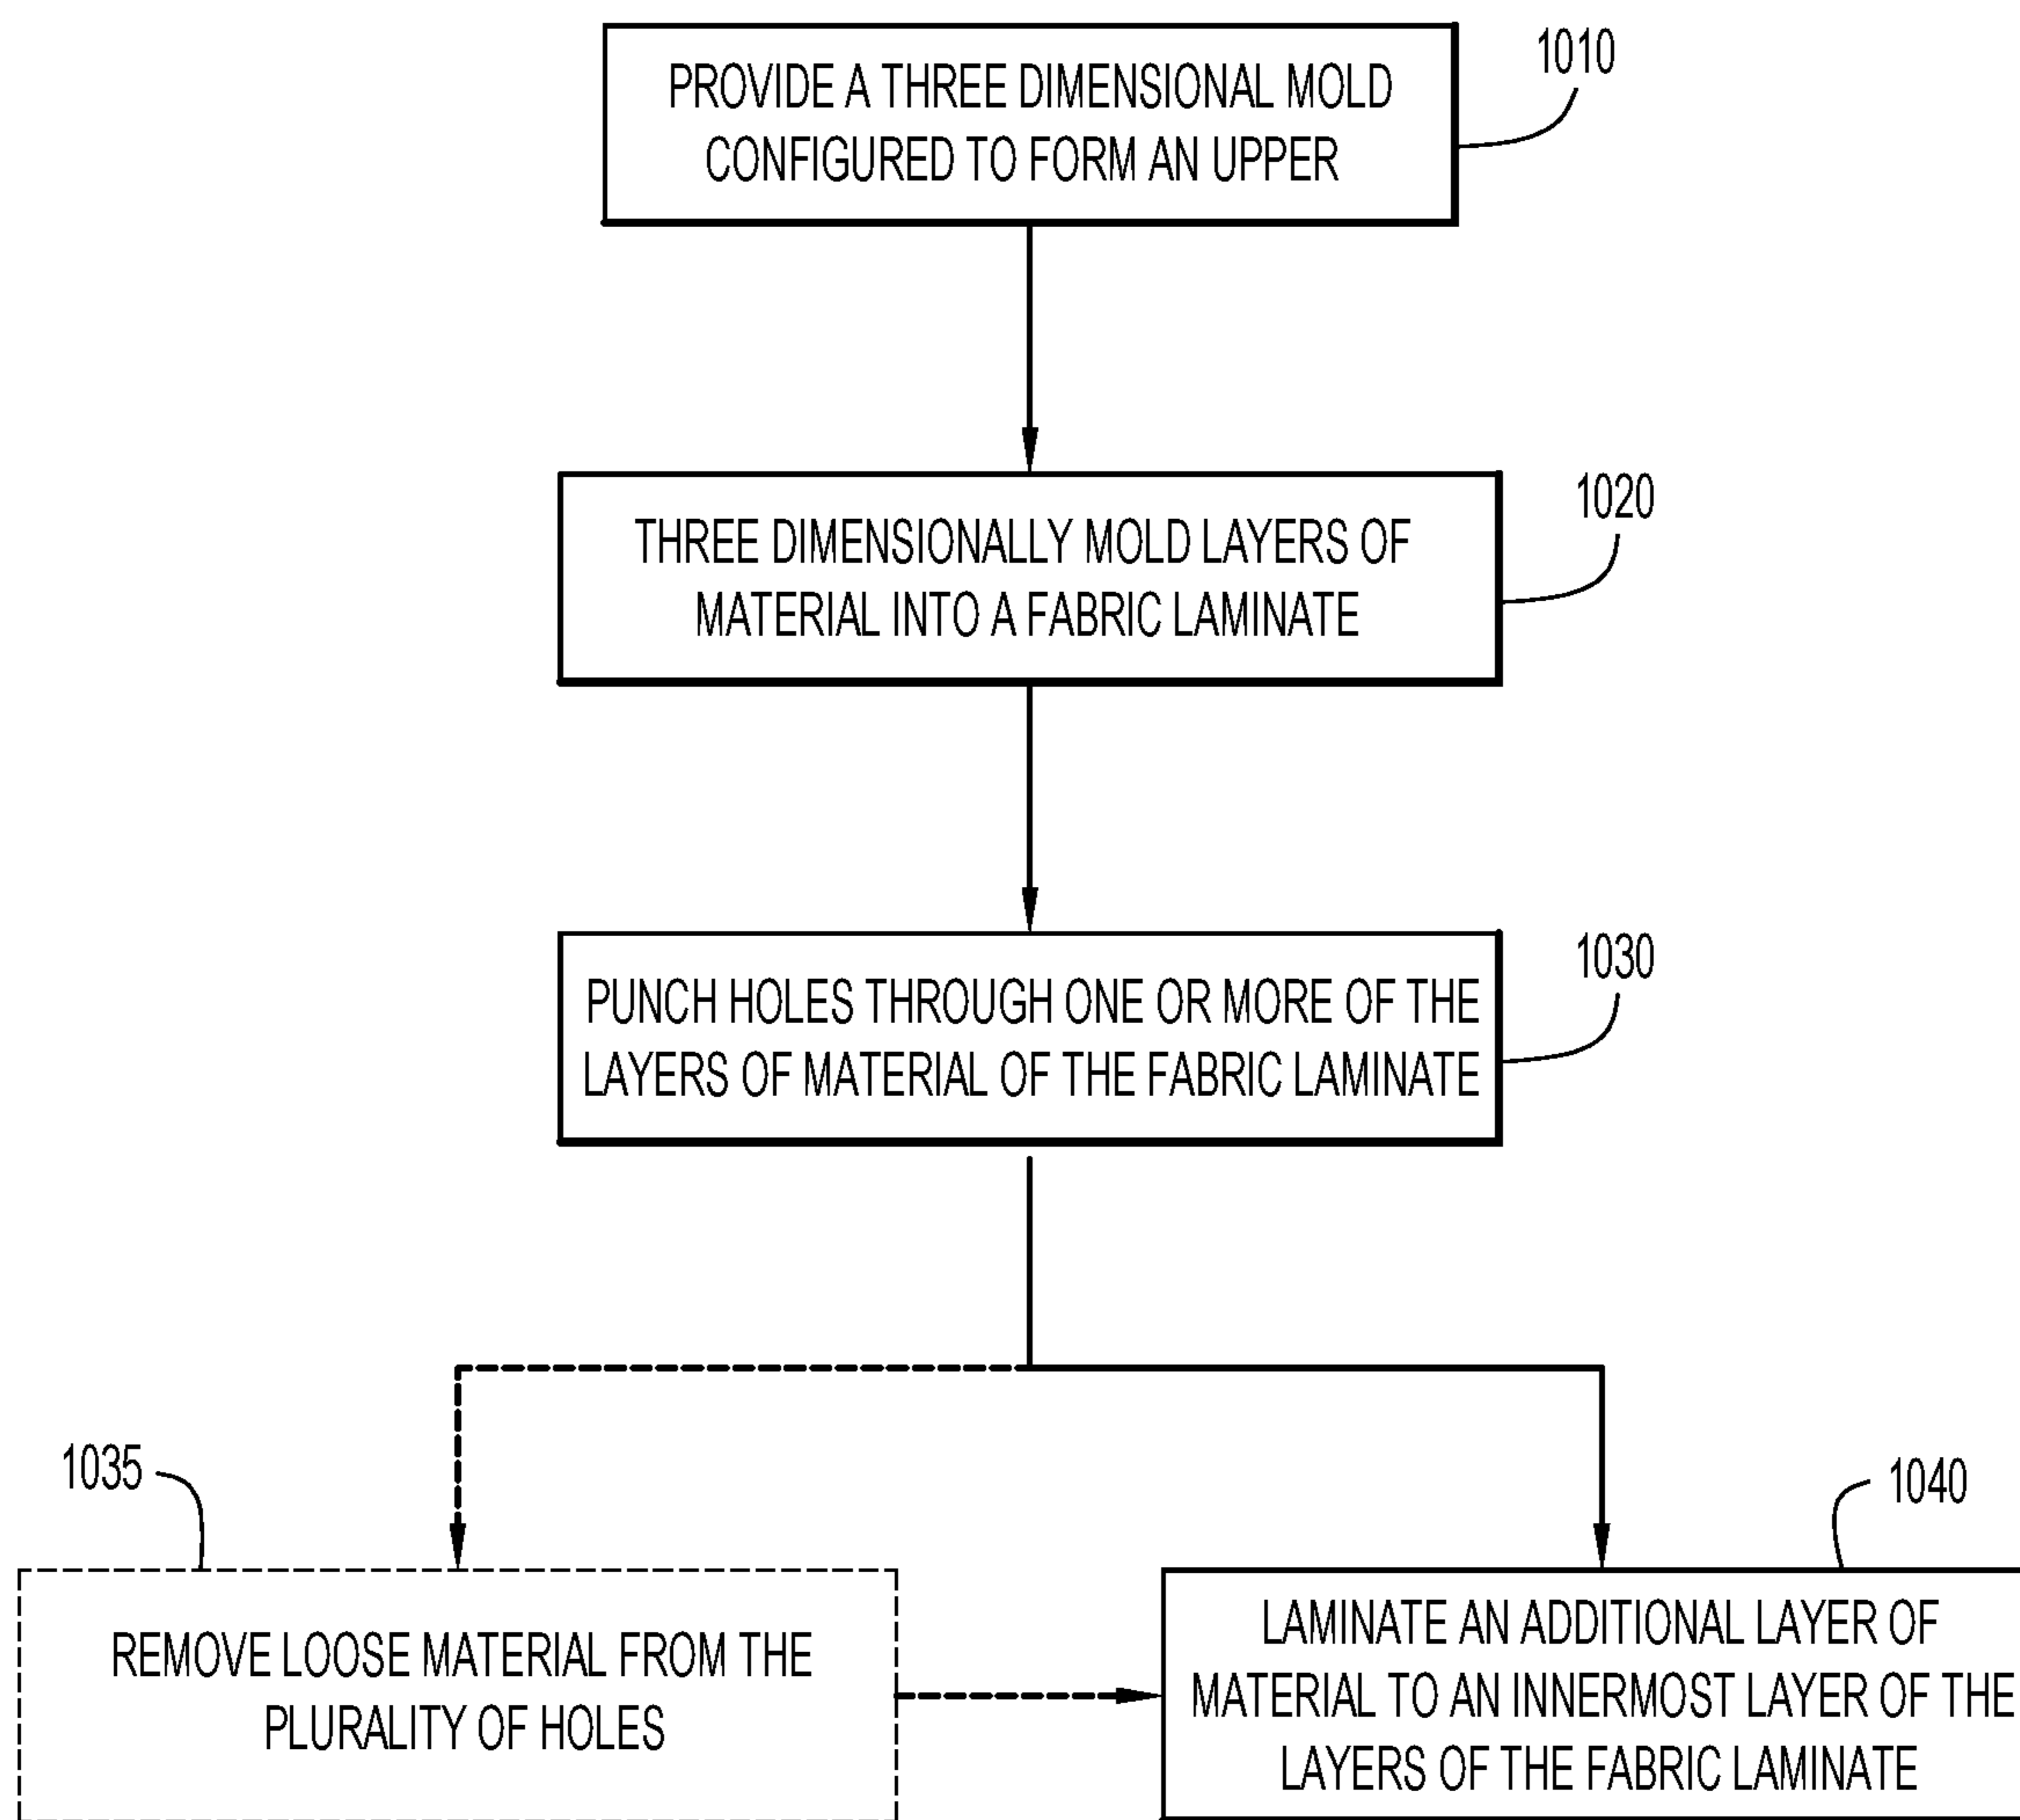 PROVIDE A THREE DIMENSIONAL MOLD
CONFIGURED TO FORM AN UPPER
1010
THREE DIMENSIONALLY MOLD LAYERS OF
MATERIAL INTO A FABRIC LAMINATE
1020
PUNCH HOLES THROUGH ONE OR MORE OF THE
LAYERS OF MATERIAL OF THE FABRIC LAMINATE
1030
1035
REMOVE LOOSE MATERIAL FROM THE
PLURALITY OF HOLES
1040
LAMINATE AN ADDITIONAL LAYER OF
MATERIAL TO AN INNERMOST LAYER OF THE
LAYERS OF THE FABRIC LAMINATE